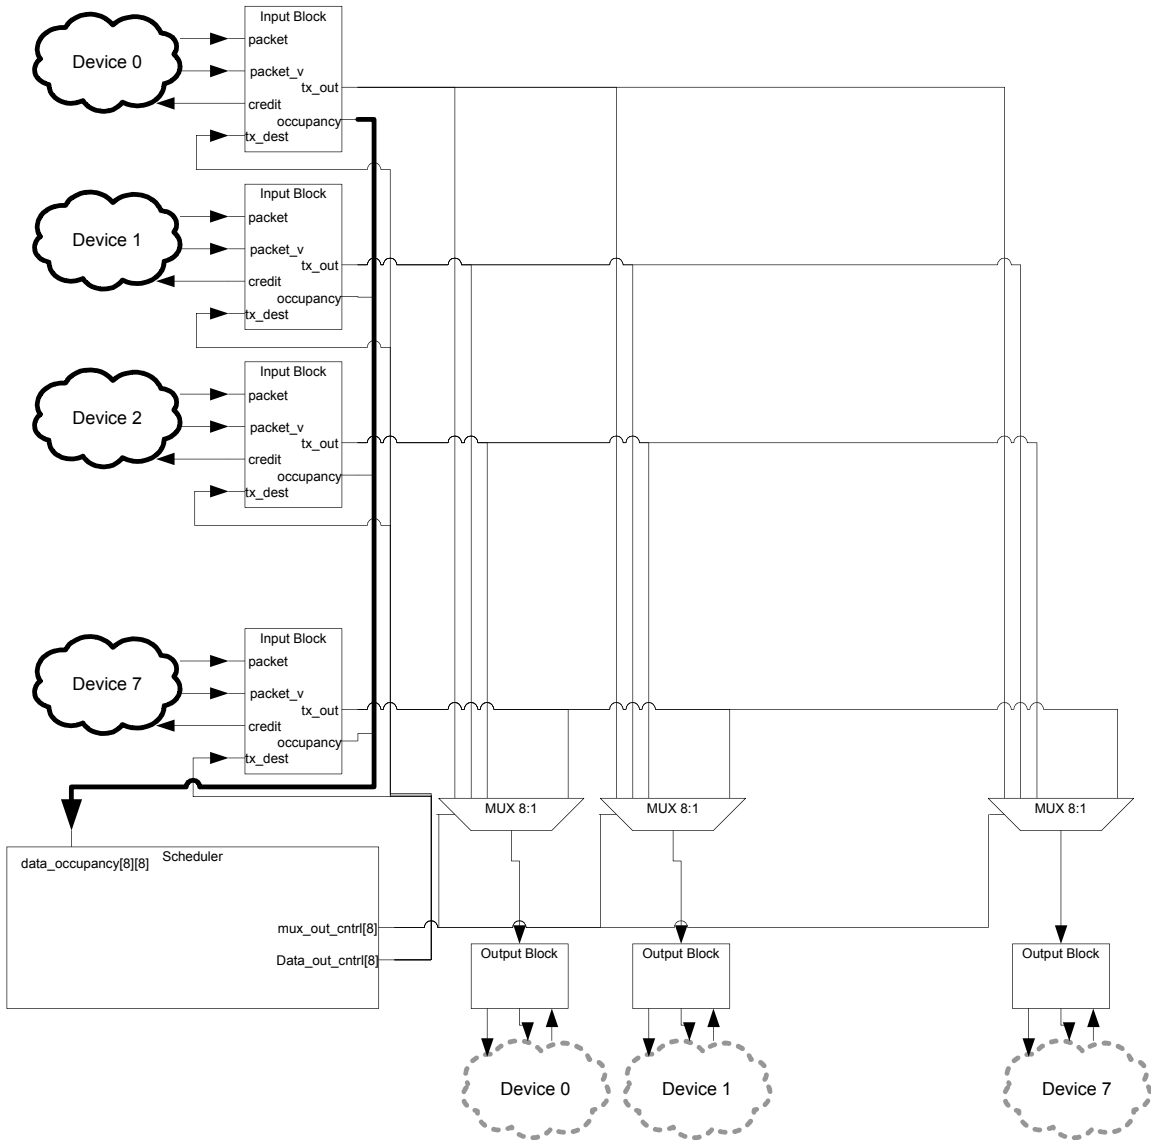 Input Block
Device 0
packet
packet_v
tx_out
credit
occupancy
tx_dest
Input Block
Device 1
packet
packet_v
tx_out
credit
occupancy
tx_dest
Input Block
Device 2
packet
packet_v
tx_out
credit
occupancy
tx_dest
Input Block
Device 7
packet
packet_v
tx_out
credit
occupancy
tx_dest
MUX 8:1
MUX 8:1
MUX 8:1
Scheduler
data_occupancy[8][8]
mux_out_cntrl[8]
Data_out_cntrl[8]
Output Block
Output Block
Output Block
Device 0
Device 1
Device 7